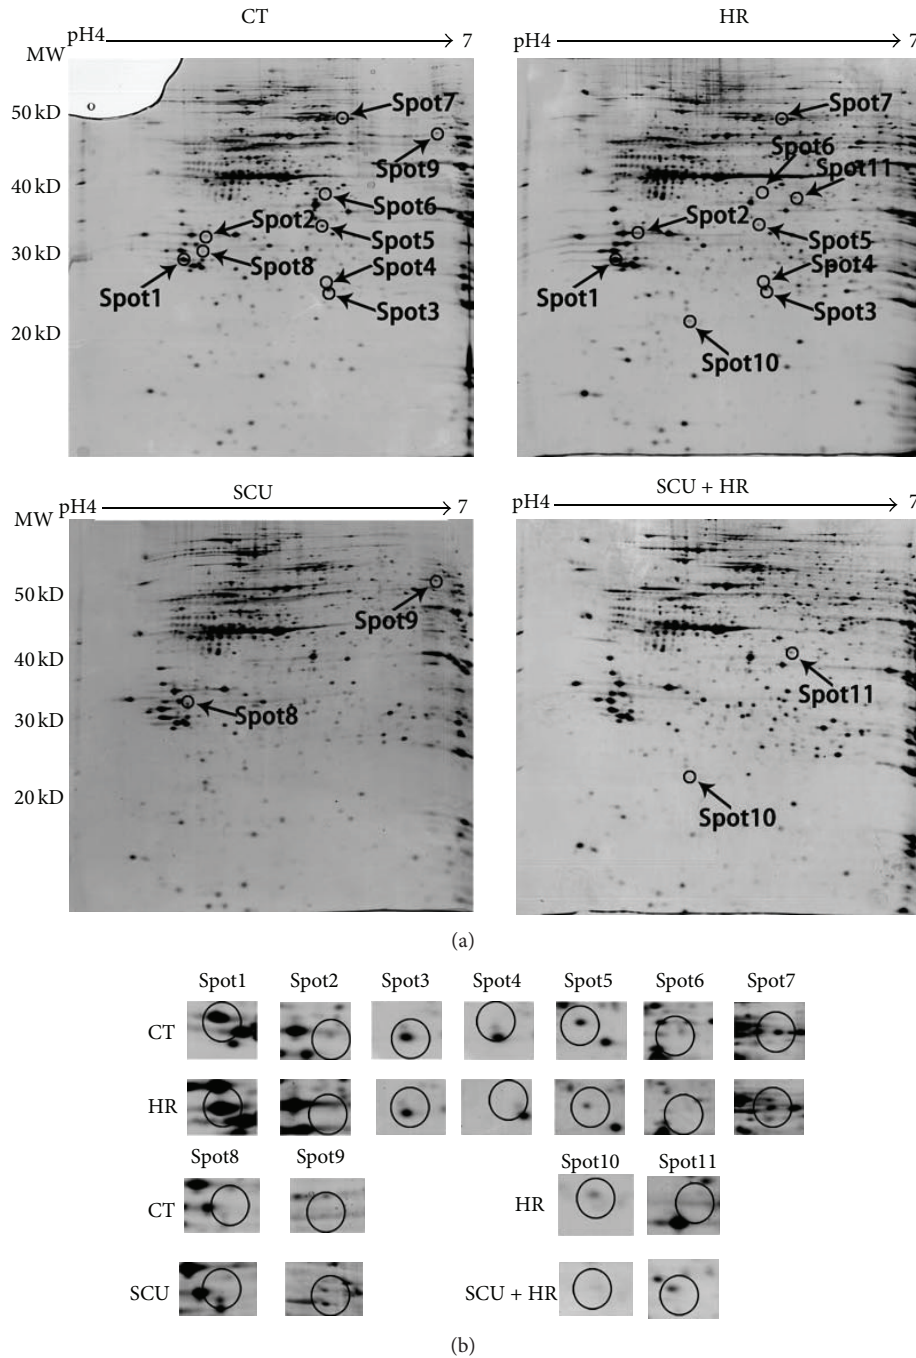 CT
HR
pH4 7
pH4 7
MW
50 kD
40 kD
30 kD
20 kD
Spot7
Spot9
Spot6
Spot2
Spot5
Spot8
Spot4
Spot1
Spot3
Spot7
Spot6
Spot11
Spot2
Spot5
Spot4
Spot1
Spot3
Spot10
SCU
SCU + HR
pH4 7
pH4 7
MW
50 kD
40 kD
30 kD
20 kD
Spot9
Spot8
Spot11
Spot10
(a)
Spot1 Spot2 Spot3 Spot4 Spot5 Spot6 Spot7
CT
HR
Spot8 Spot9 Spot10 Spot11
CT HR
SCU SCU + HR
(b)